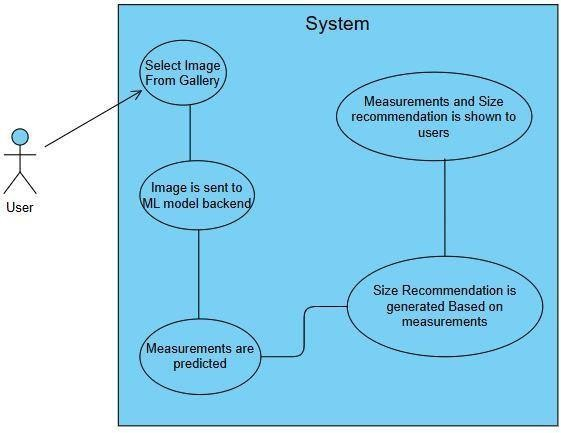 System
Select Image
From Gallery
Measurements and Size
recommendation is shown to
users
User
Image is sent to
ML model backend
Size Recommendation is
generated Based on
measurements
Measurements are
predicted